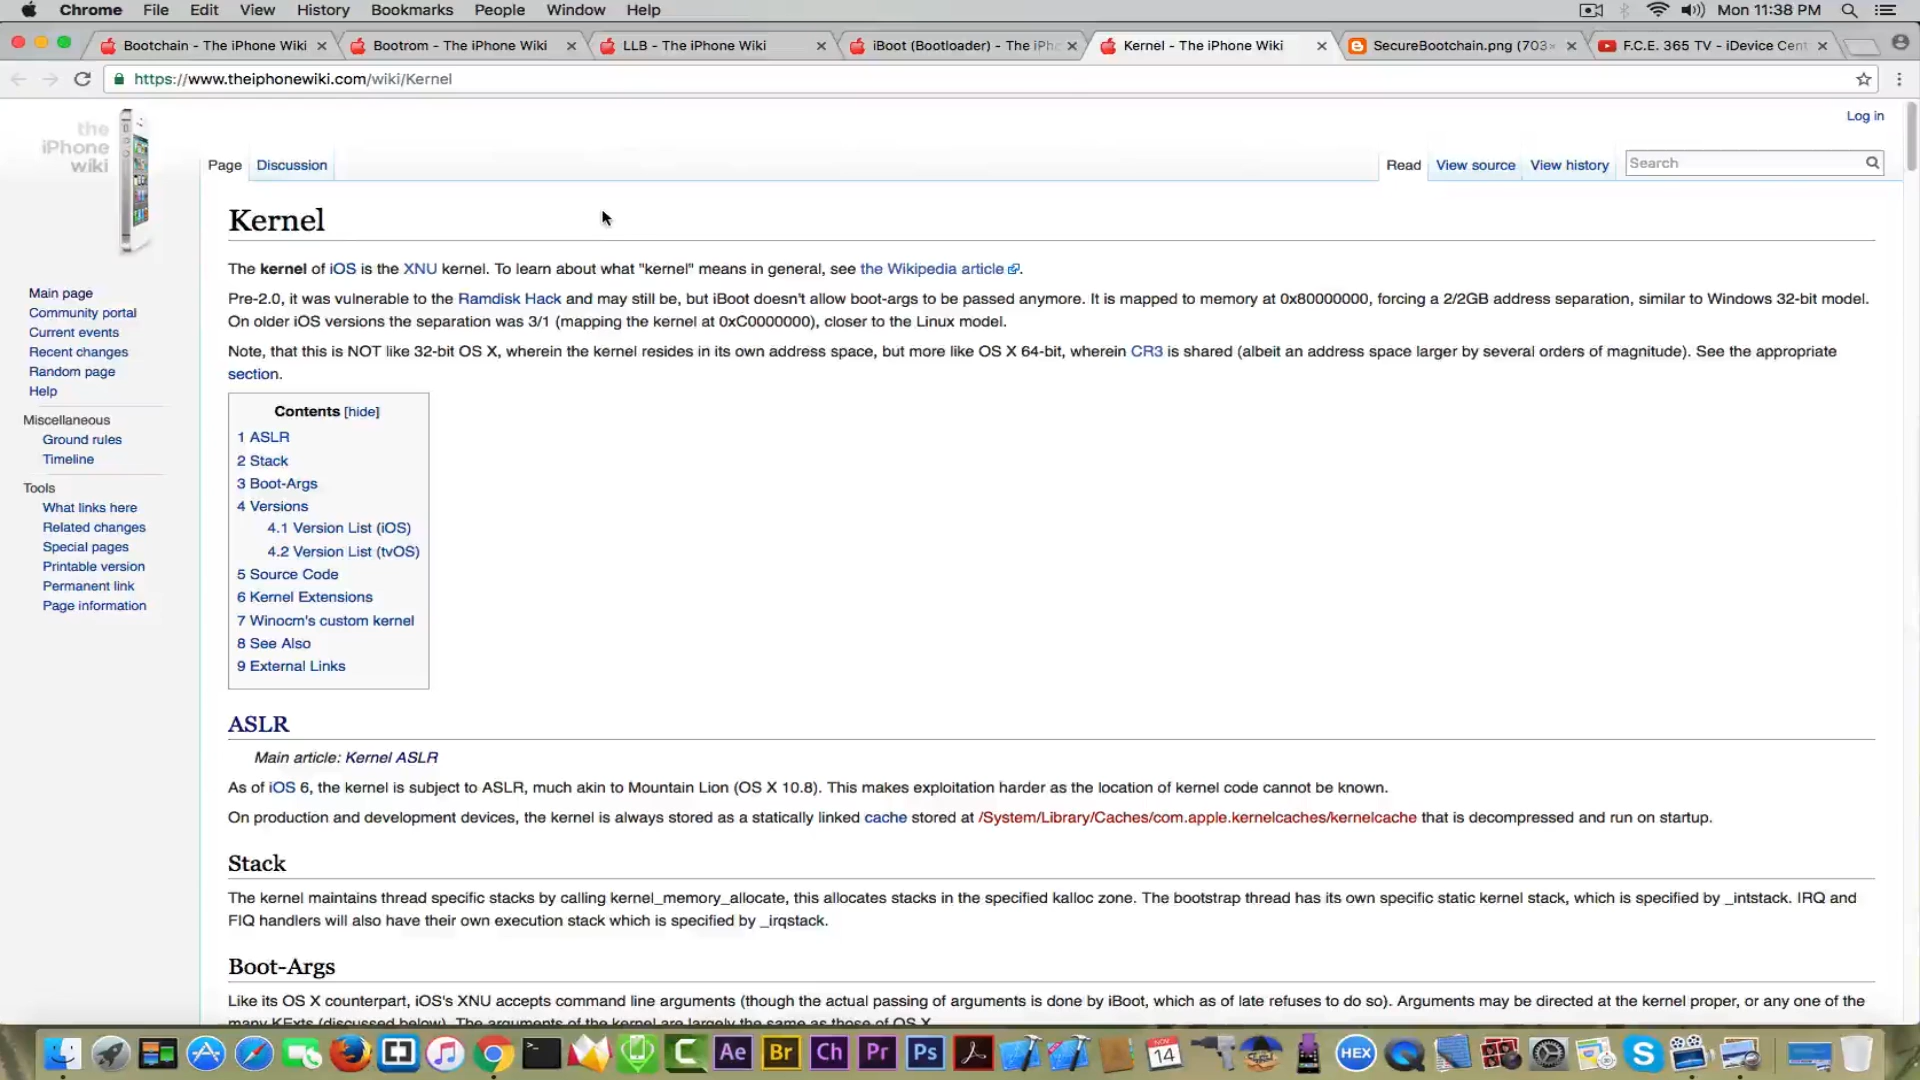 Chrome File Edit View History Bookmarks People Window Help Mon 11:38 PM
Bootchain - The iPhone Wiki Bootrom - The iPhone Wiki LLB - The iPhone Wiki iBoot (Bootloader) - The iPho Kernel - The iPhone Wiki SecureBootchain.png (703× F.C.E. 365 TV - iDevice Cent
https://www.theiphonewiki.com/wiki/Kernel
Log in
the
iPhone
wiki
Page Discussion Read View source View history Search
Kernel
The kernel of iOS is the XNU kernel. To learn about what "kernel" means in general, see the Wikipedia article.
Pre-2.0, it was vulnerable to the Ramdisk Hack and may still be, but iBoot doesn't allow boot-args to be passed anymore. It is mapped to memory at 0x80000000, forcing a 2/2GB address separation, similar to Windows 32-bit model.
On older iOS versions the separation was 3/1 (mapping the kernel at 0xC0000000), closer to the Linux model.
Note, that this is NOT like 32-bit OS X, wherein the kernel resides in its own address space, but more like OS X 64-bit, wherein CR3 is shared (albeit an address space larger by several orders of magnitude). See the appropriate
section.
Main page
Community portal
Current events
Recent changes
Random page
Help
Miscellaneous
Ground rules
Timeline
Tools
What links here
Related changes
Special pages
Printable version
Permanent link
Page information
Contents [hide]
1 ASLR
2 Stack
3 Boot-Args
4 Versions
4.1 Version List (iOS)
4.2 Version List (tvOS)
5 Source Code
6 Kernel Extensions
7 Winocm's custom kernel
8 See Also
9 External Links
ASLR
Main article: Kernel ASLR
As of iOS 6, the kernel is subject to ASLR, much akin to Mountain Lion (OS X 10.8). This makes exploitation harder as the location of kernel code cannot be known.
On production and development devices, the kernel is always stored as a statically linked cache stored at /System/Library/Caches/com.apple.kernelcaches/kernelcache that is decompressed and run on startup.
Stack
The kernel maintains thread specific stacks by calling kernel_memory_allocate, this allocates stacks in the specified kalloc zone. The bootstrap thread has its own specific static kernel stack, which is specified by _intstack. IRQ and
FIQ handlers will also have their own execution stack which is specified by _irqstack.
Boot-Args
Like its OS X counterpart, iOS's XNU accepts command line arguments (though the actual passing of arguments is done by iBoot, which as of late refuses to do so). Arguments may be directed at the kernel proper, or any one of the
many KExts (discussed below). The arguments of the kernel are largely the same as those of OS X.
Ae Br Ch Pr Ps NOV 14 HEX